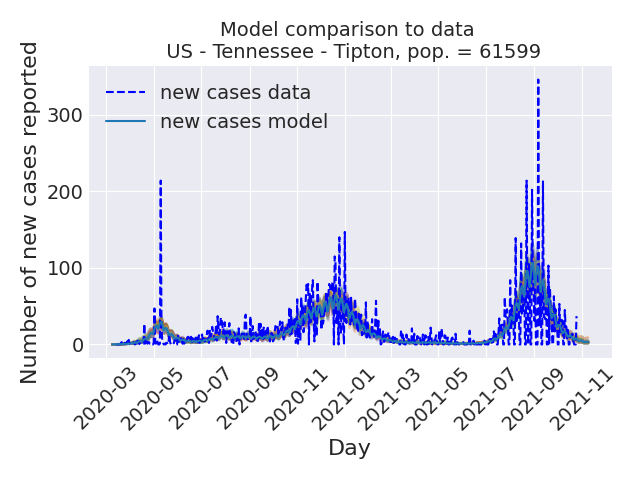 Model comparison to data
US - Tennessee - Tipton, pop. = 61599
new cases data
new cases model
Number of new cases reported
300
200
100
0
2020-03
2020-05
2020-07
2020-09
2020-11
2021-01
2021-03
2021-05
2021-07
2021-09
2021-11
Day